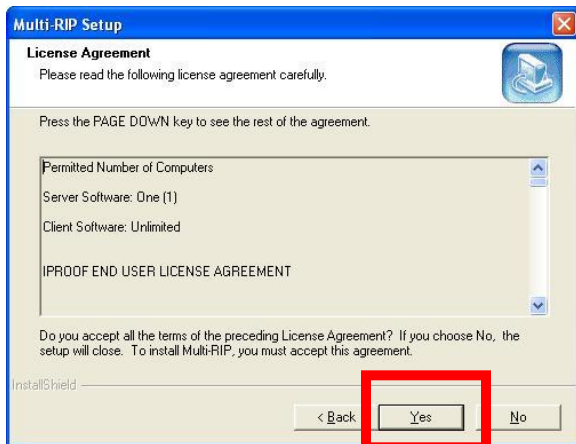 Multi-RIP Setup
License Agreement
Please read the following license agreement carefully.
Press the PAGE DOWN key to see the rest of the agreement.
Permitted Number of Computers
Server Software: One (1)
Client Software: Unlimited
IPROOF END USER LICENSE AGREEMENT
Do you accept all the terms of the preceding License Agreement? If you choose No, the
setup will close. To install Multi-RIP, you must accept this agreement.
InstallShield
< Back Yes No